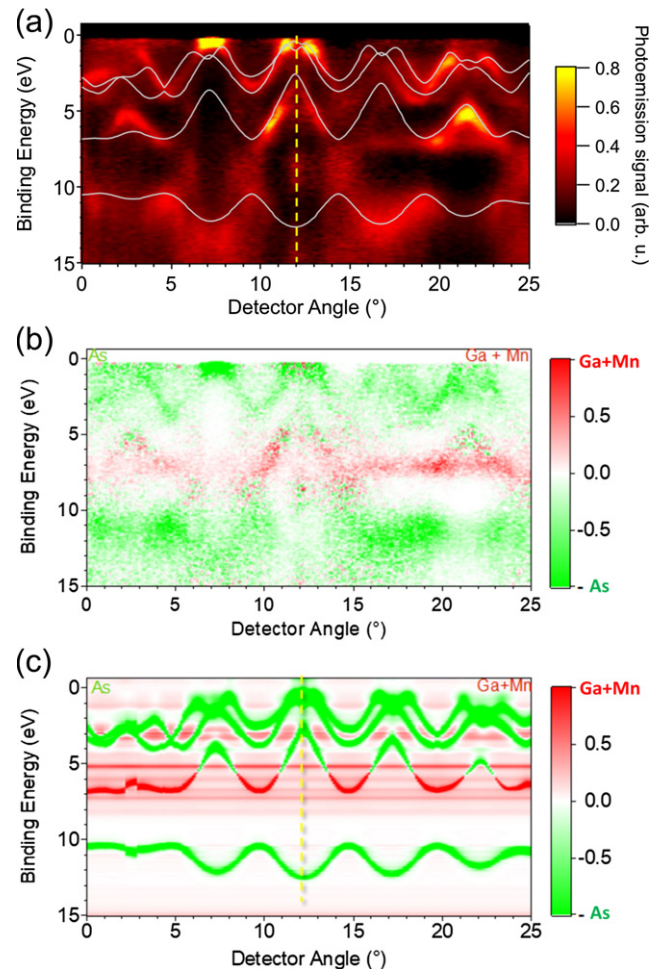 (a)
0
5
10
15
Binding Energy (eV)
0 5 10 15 20 25
Detector Angle (°)
0.8
0.6
0.4
0.2
0.0
Photoemission signal (arb. u.)
(b)
As
Ga + Mn
0
5
10
15
Binding Energy (eV)
0 5 10 15 20 25
Detector Angle (°)
Ga+Mn
0.5
0.0
-0.5
- As
(c)
As
Ga+Mn
0
5
10
15
Binding Energy (eV)
0 5 10 15 20 25
Detector Angle (°)
Ga+Mn
0.5
0.0
-0.5
- As